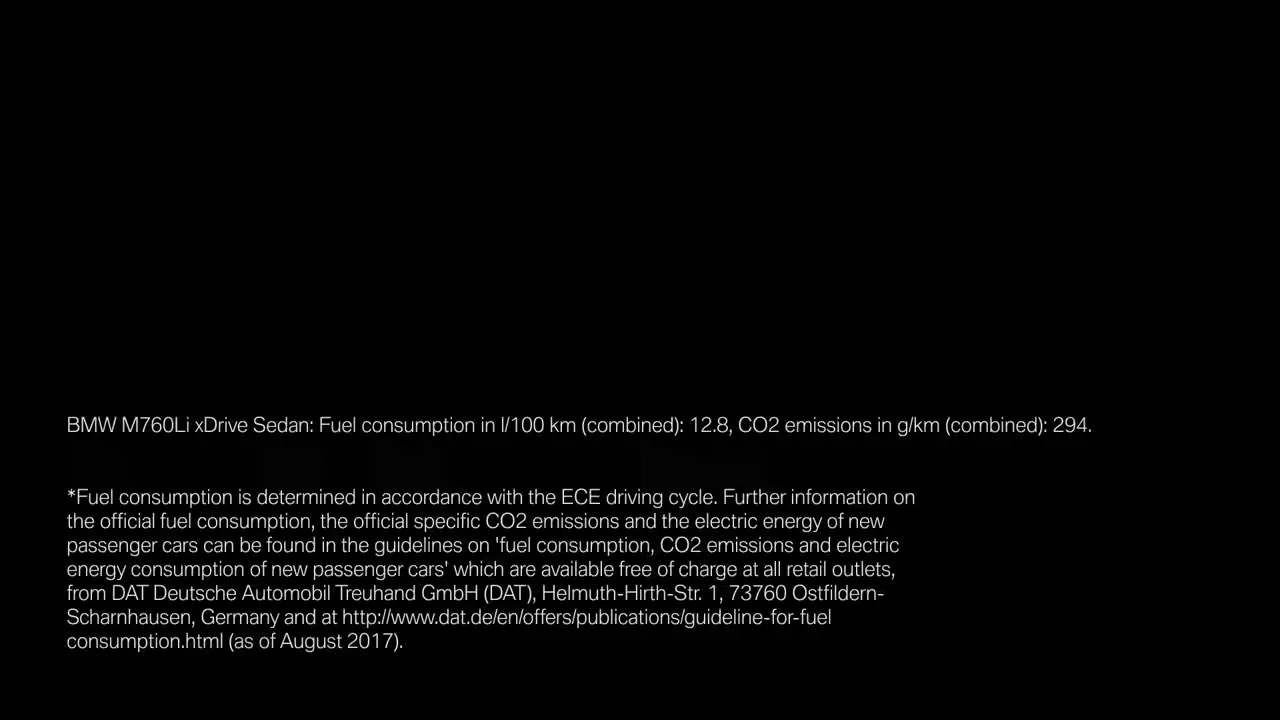 BMW M760Li xDrive Sedan: Fuel consumption in l/100 km (combined): 12.8, CO2 emissions in g/km (combined): 294.
*Fuel consumption is determined in accordance with the ECE driving cycle. Further information on
the official fuel consumption, the official specific CO2 emissions and the electric energy of new
passenger cars can be found in the guidelines on 'fuel consumption, CO2 emissions and electric
energy consumption of new passenger cars' which are available free of charge at all retail outlets,
from DAT Deutsche Automobil Treuhand GmbH (DAT), Helmuth-Hirth-Str. 1, 73760 Ostfildern-
Scharnhausen, Germany and at http://www.dat.de/en/offers/publications/guideline-for-fuel
consumption.html (as of August 2017).